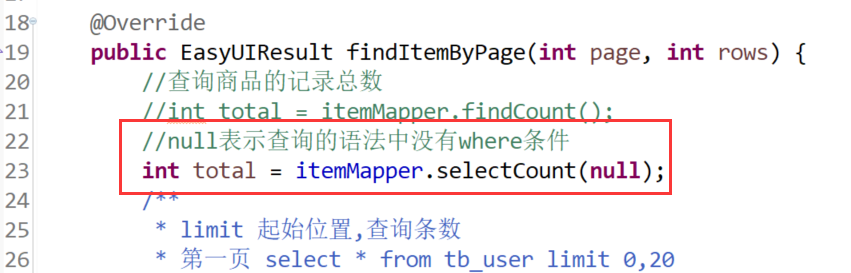 18 @Override
19 public EasyUIResult findItemByPage(int page, int rows) {
20 //查询商品的记录总数
21 //int total = itemMapper.findCount();
22 //null表示查询的语法中没有where条件
23 int total = itemMapper.selectCount(null);
24 /**
25 * limit 起始位置,查询条数
26 * 第一页 select * from tb_user limit 0,20